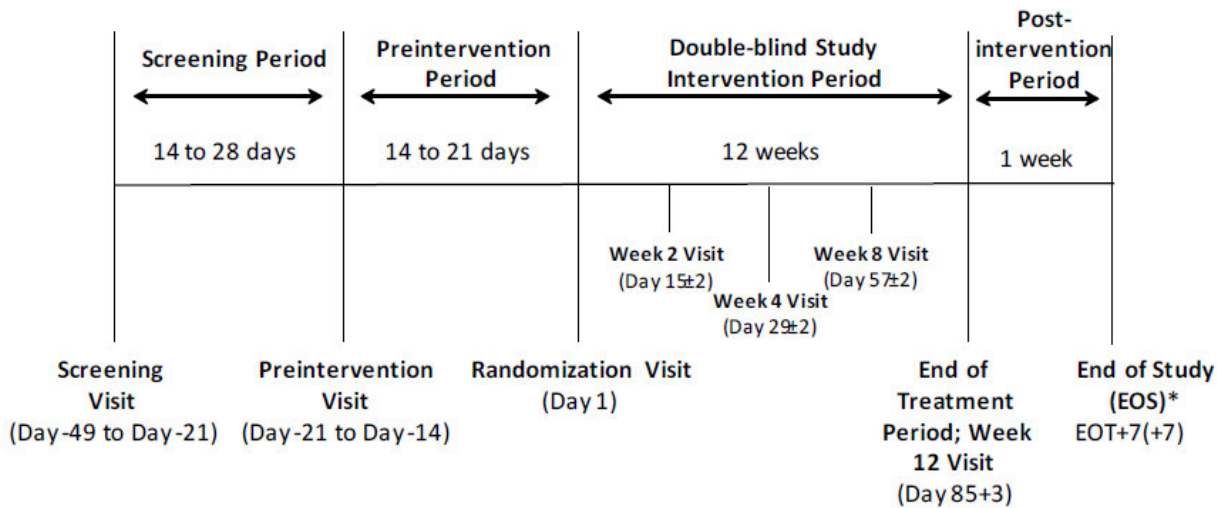 Screening Period
Preintervention
Period
Double-blind Study
Intervention Period
Post-
intervention
Period
14 to 28 days
14 to 21 days
12 weeks
1 week
Week 2 Visit
(Day 15±2)
Week 4 Visit
(Day 29±2)
Week 8 Visit
(Day 57±2)
Screening
Visit
(Day-49 to Day-21)
Preintervention
Visit
(Day-21 to Day-14)
Randomization Visit
(Day 1)
End of
Treatment
Period; Week
12 Visit
(Day 85+3)
End of Study
(EOS)*
EOT+7(+7)